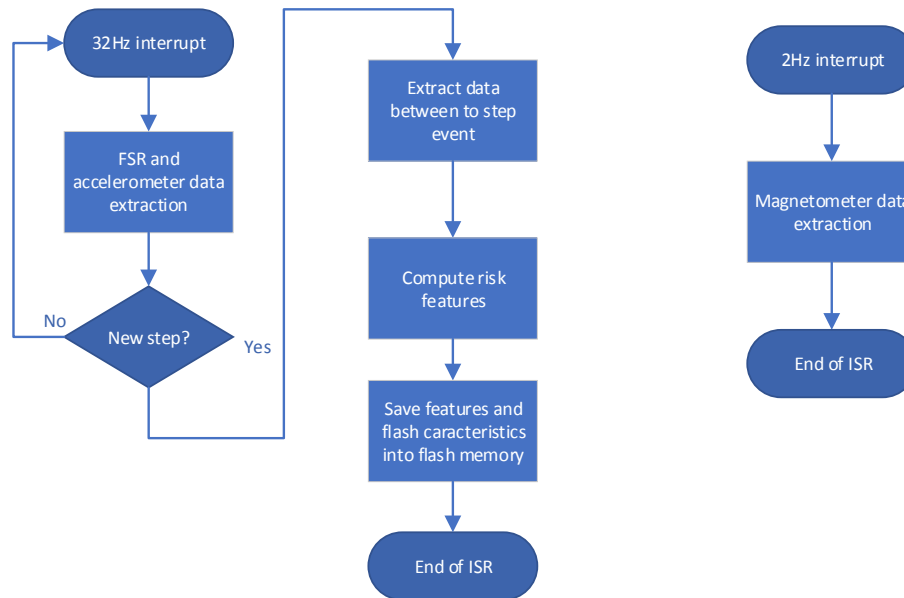 32Hz interrupt
FSR and
accelerometer data
extraction
New step?
No
Yes
Extract data
between to step
event
Compute risk
features
Save features and
flash caracteristics
into flash memory
End of ISR
2Hz interrupt
Magnetometer data
extraction
End of ISR